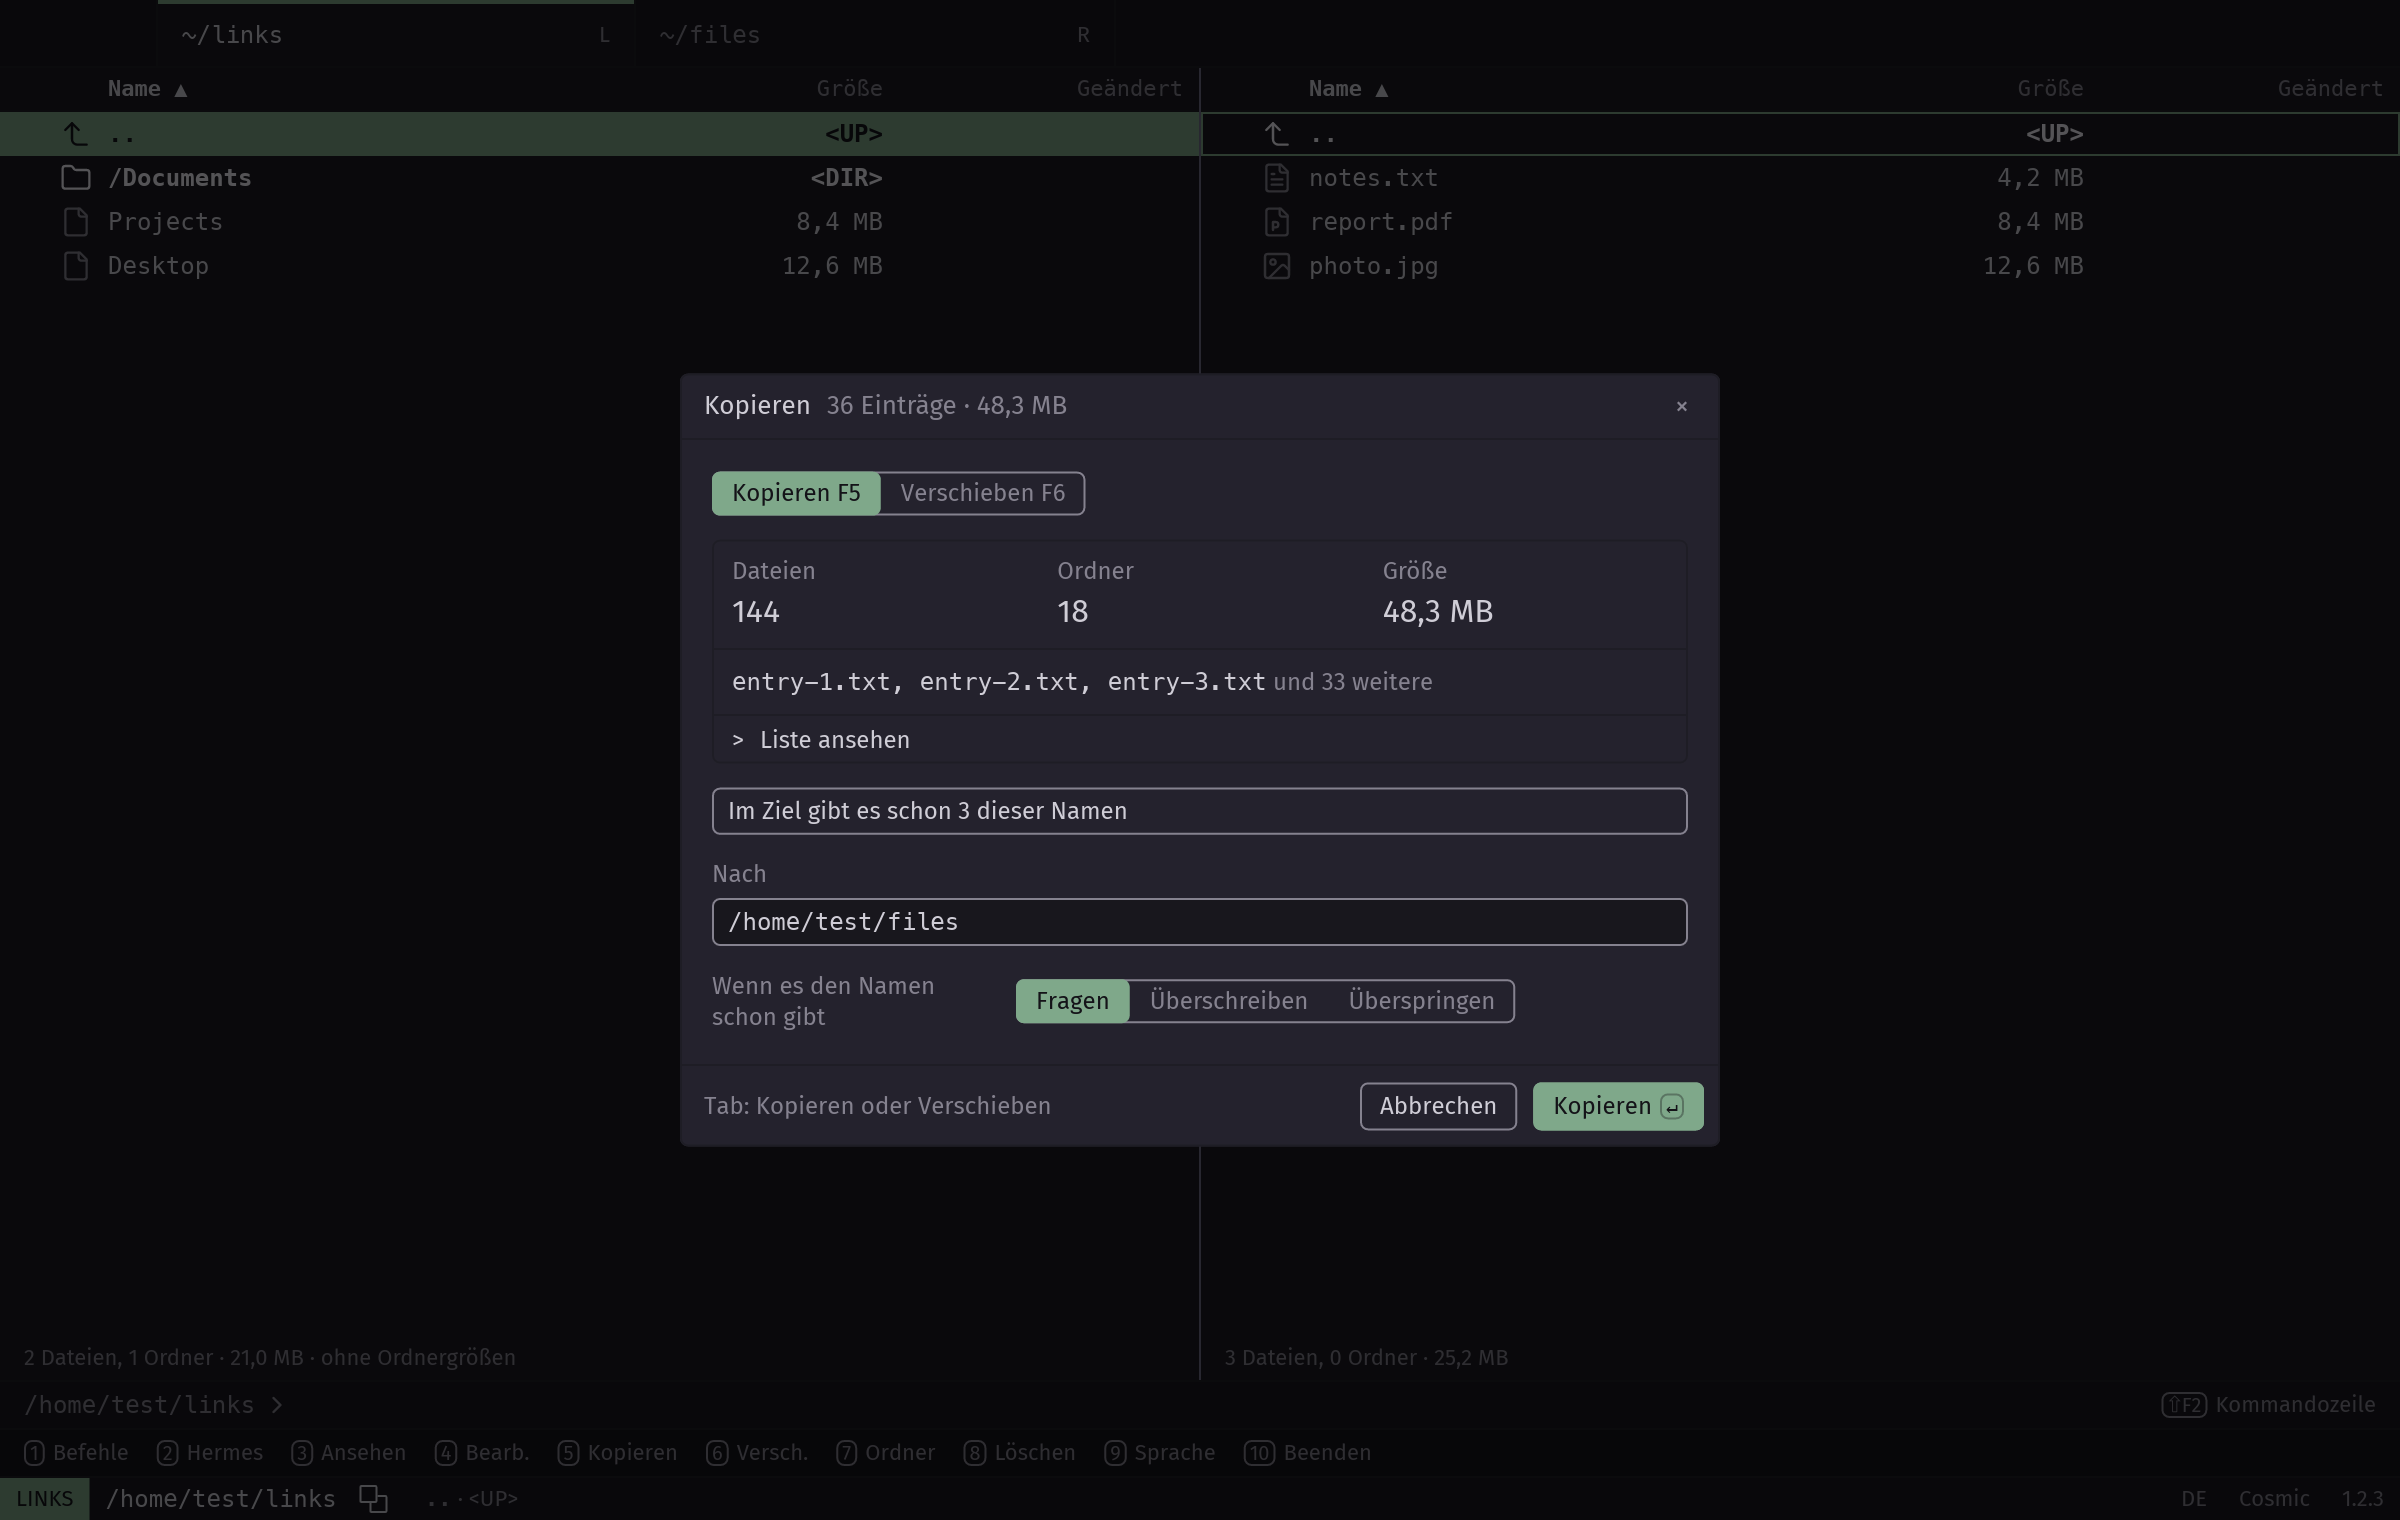 ~/links L ~/files R
Name ▲ Größe Geändert Name ▲ Größe Geändert
.. <UP> .. <UP>
/Documents <DIR> notes.txt 4,2 MB
Projects 8,4 MB report.pdf 8,4 MB
Desktop 12,6 MB photo.jpg 12,6 MB
Kopieren 36 Einträge · 48,3 MB ×
Kopieren F5 Verschieben F6
Dateien Ordner Größe
144 18 48,3 MB
entry-1.txt, entry-2.txt, entry-3.txt und 33 weitere
> Liste ansehen
Im Ziel gibt es schon 3 dieser Namen
Nach
/home/test/files
Wenn es den Namen
schon gibt
Fragen Überschreiben Überspringen
Tab: Kopieren oder Verschieben Abbrechen Kopieren ↵
2 Dateien, 1 Ordner · 21,0 MB · ohne Ordnergrößen 3 Dateien, 0 Ordner · 25,2 MB
/home/test/links > ⇧F2 Kommandozeile
1 Befehle 2 Hermes 3 Ansehen 4 Bearb. 5 Kopieren 6 Versch. 7 Ordner 8 Löschen 9 Sprache 10 Beenden
LINKS /home/test/links .. · <UP> DE Cosmic 1.2.3